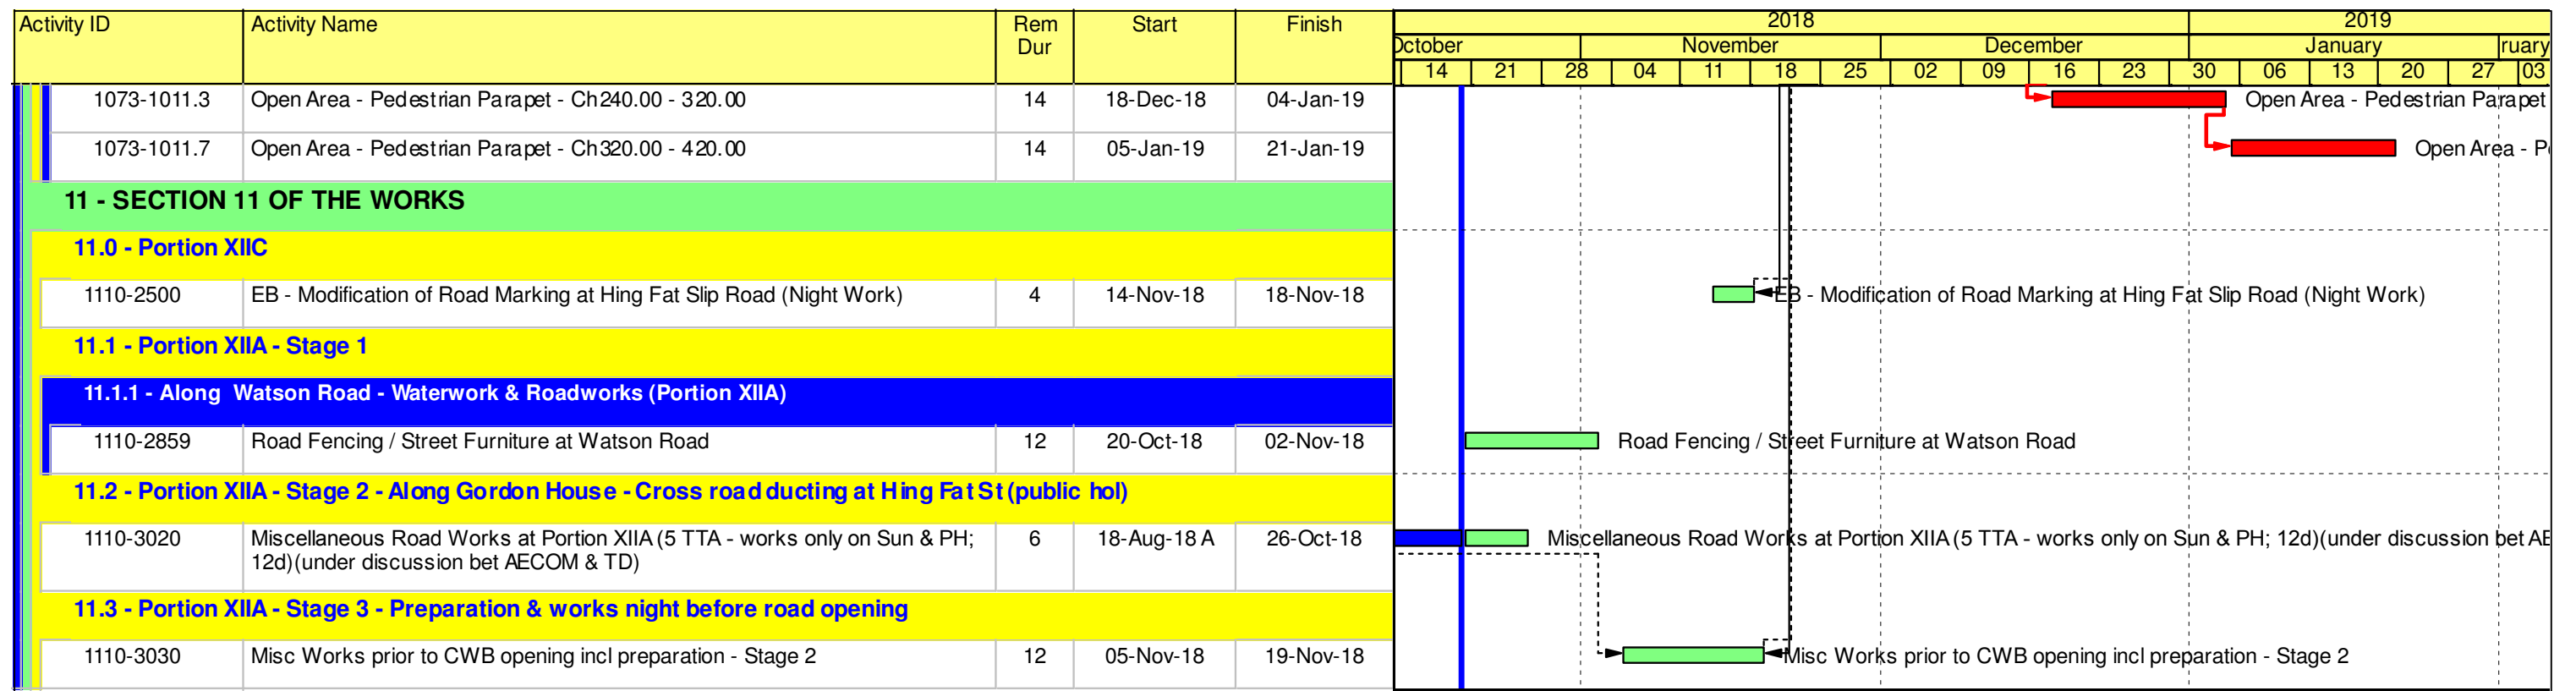 Activity ID Activity Name Rem Dur Start Finish 2018 2019
October November December January ruary
14 21 28 04 11 18 25 02 09 16 23 30 06 13 20 27 03
1073-1011.3 Open Area - Pedestrian Parapet - Ch240.00 - 320.00 14 18-Dec-18 04-Jan-19 Open Area - Pedestrian Parapet
1073-1011.7 Open Area - Pedestrian Parapet - Ch320.00 - 420.00 14 05-Jan-19 21-Jan-19 Open Area - P
11 - SECTION 11 OF THE WORKS
11.0 - Portion XIIC
1110-2500 EB - Modification of Road Marking at Hing Fat Slip Road (Night Work) 4 14-Nov-18 18-Nov-18 EB - Modification of Road Marking at Hing Fat Slip Road (Night Work)
11.1 - Portion XIIA - Stage 1
11.1.1 - Along Watson Road - Waterwork & Roadworks (Portion XIIA)
1110-2859 Road Fencing / Street Furniture at Watson Road 12 20-Oct-18 02-Nov-18 Road Fencing / Street Furniture at Watson Road
11.2 - Portion XIIA - Stage 2 - Along Gordon House - Cross road ducting at Hing Fat St (public hol)
1110-3020 Miscellaneous Road Works at Portion XIIA (5 TTA - works only on Sun & PH; 6 18-Aug-18 A 26-Oct-18 Miscellaneous Road Works at Portion XIIA (5 TTA - works only on Sun & PH; 12d)(under discussion bet AE
12d)(under discussion bet AECOM & TD)
11.3 - Portion XIIA - Stage 3 - Preparation & works night before road opening
1110-3030 Misc Works prior to CWB opening incl preparation - Stage 2 12 05-Nov-18 19-Nov-18 Misc Works prior to CWB opening incl preparation - Stage 2